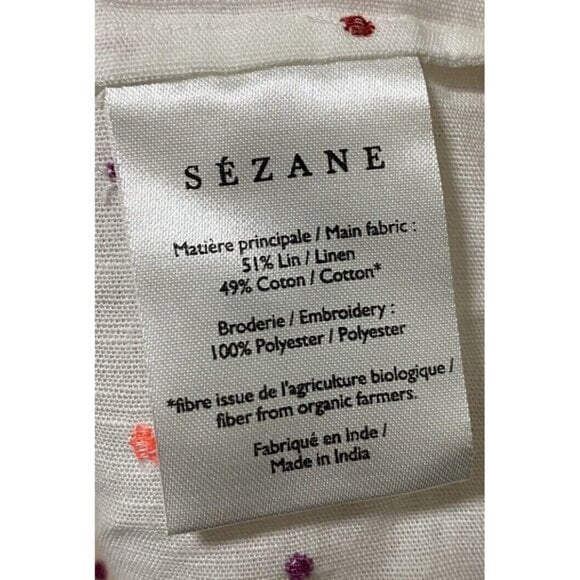 SÉZANE
Matière principale / Main fabric :
51% Lin / Linen
49% Coton / Cotton*
Broderie / Embroidery :
100% Polyester / Polyester
*fibre issue de l'agriculture biologique /
fiber from organic farmers.
Fabriqué en Inde /
Made in India